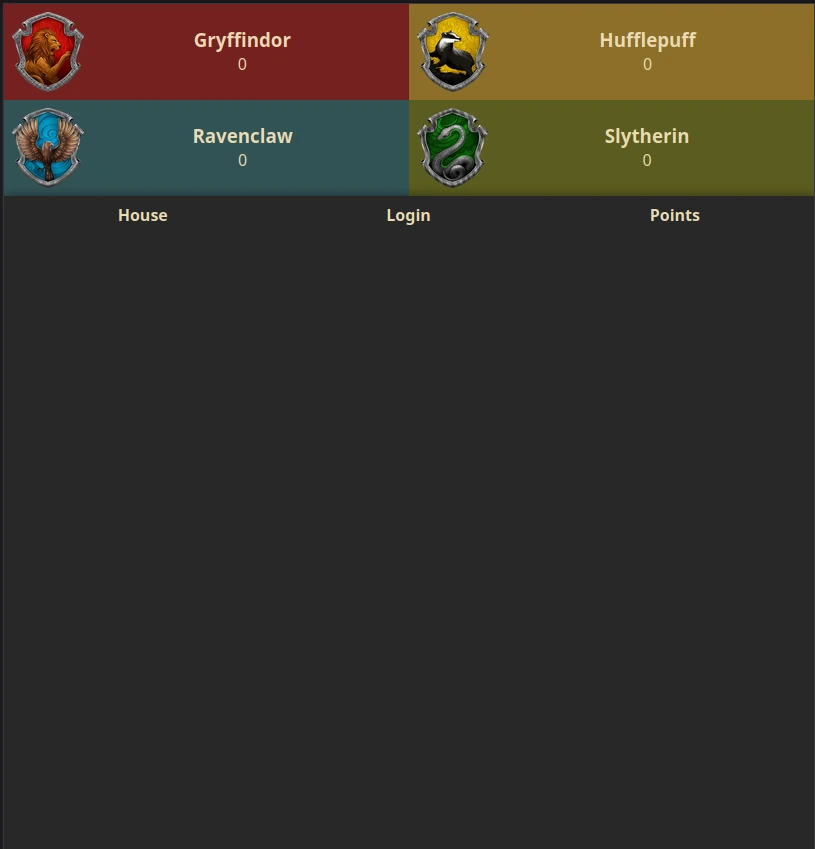 Gryffindor
0
Hufflepuff
0
Ravenclaw
0
Slytherin
0
House Login Points